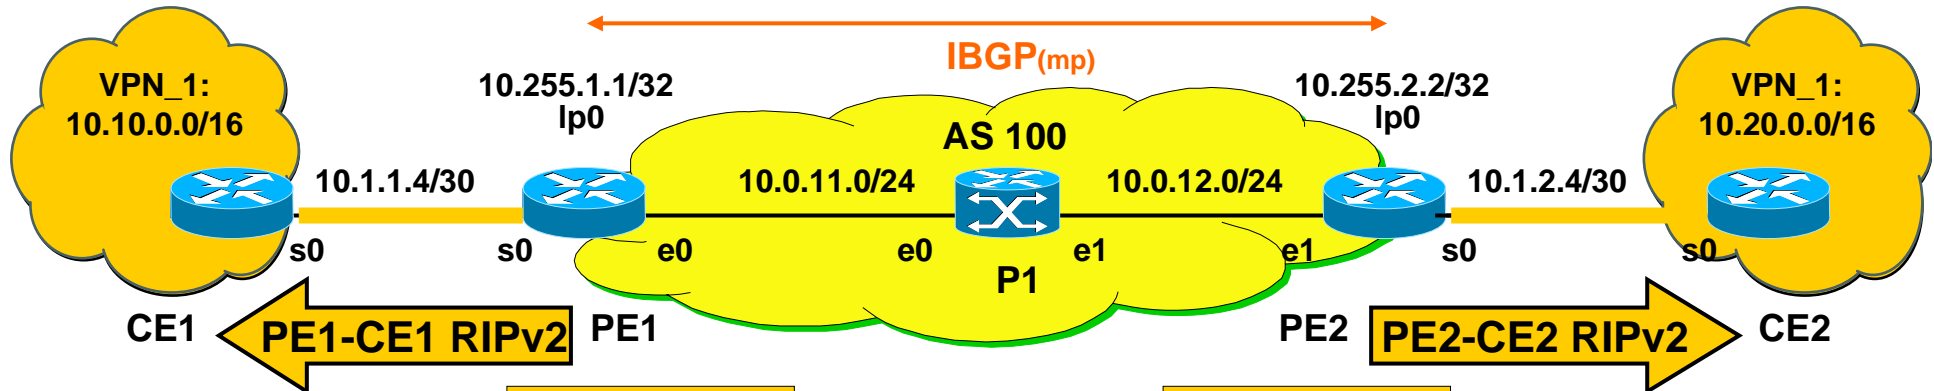 IBGP(mp)
VPN_1:
10.10.0.0/16
10.255.1.1/32
lp0
10.255.2.2/32
lp0
VPN_1:
10.20.0.0/16
AS 100
10.1.1.4/30
10.0.11.0/24
10.0.12.0/24
10.1.2.4/30
s0
s0
e0
e0
e1
e1
s0
s0
P1
CE1
PE1-CE1 RIPv2
PE1
PE2
PE2-CE2 RIPv2
CE2